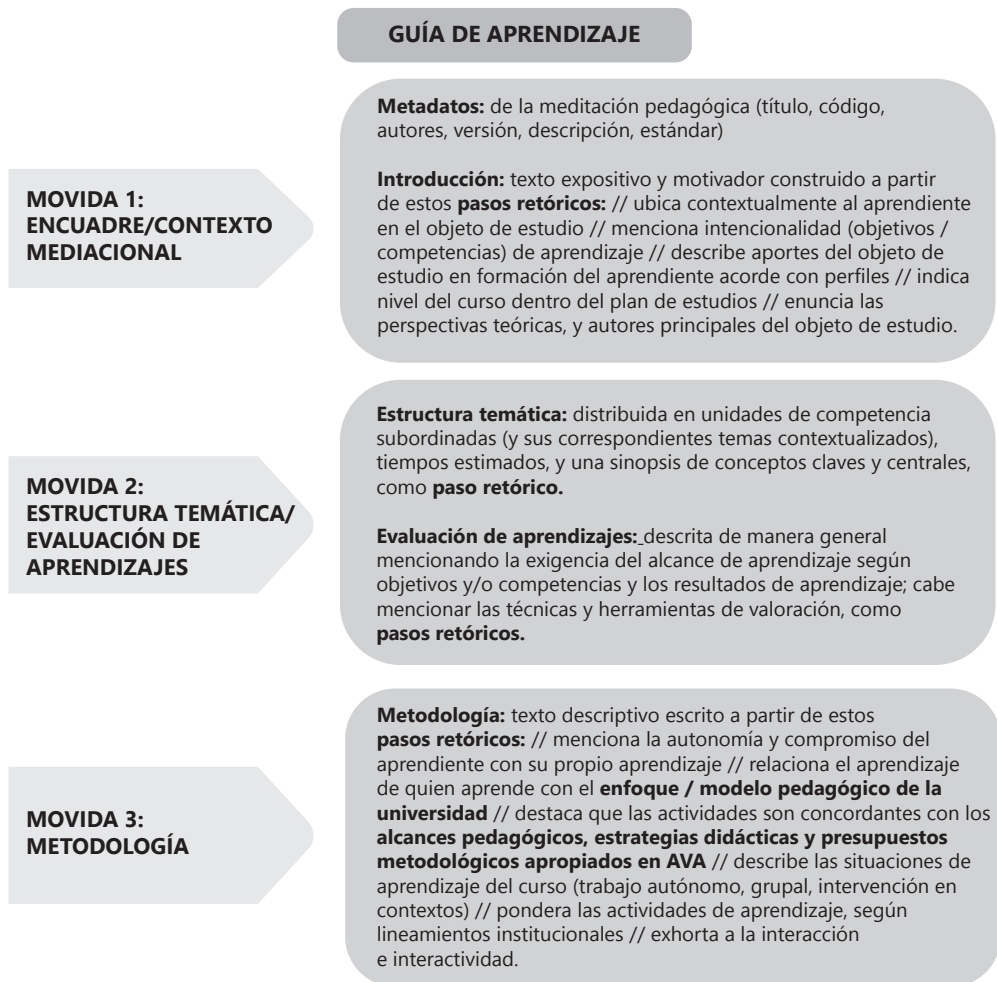 GUÍA DE APRENDIZAJE
MOVIDA 1:
ENCUADRE/CONTEXTO
MEDIACIONAL
Metadatos: de la meditación pedagógica (título, código,
autores, versión, descripción, estándar)
Introducción: texto expositivo y motivador construido a partir
de estos pasos retóricos: // ubica contextualmente al aprendiente
en el objeto de estudio // menciona intencionalidad (objetivos /
competencias) de aprendizaje // describe aportes del objeto de
estudio en formación del aprendiente acorde con perfiles // indica
nivel del curso dentro del plan de estudios // enuncia las
perspectivas teóricas, y autores principales del objeto de estudio.
MOVIDA 2:
ESTRUCTURA TEMÁTICA/
EVALUACIÓN DE
APRENDIZAJES
Estructura temática: distribuida en unidades de competencia
subordinadas (y sus correspondientes temas contextualizados),
tiempos estimados, y una sinopsis de conceptos claves y centrales,
como paso retórico.
Evaluación de aprendizajes: descrita de manera general
mencionando la exigencia del alcance de aprendizaje según
objetivos y/o competencias y los resultados de aprendizaje; cabe
mencionar las técnicas y herramientas de valoración, como
pasos retóricos.
MOVIDA 3:
METODOLOGÍA
Metodología: texto descriptivo escrito a partir de estos
pasos retóricos: // menciona la autonomía y compromiso del
aprendiente con su propio aprendizaje // relaciona el aprendizaje
de quien aprende con el enfoque / modelo pedagógico de la
universidad // destaca que las actividades son concordantes con los
alcances pedagógicos, estrategias didácticas y presupuestos
metodológicos apropiados en AVA // describe las situaciones de
aprendizaje del curso (trabajo autónomo, grupal, intervención en
contextos) // pondera las actividades de aprendizaje, según
lineamientos institucionales // exhorta a la interacción
e interactividad.